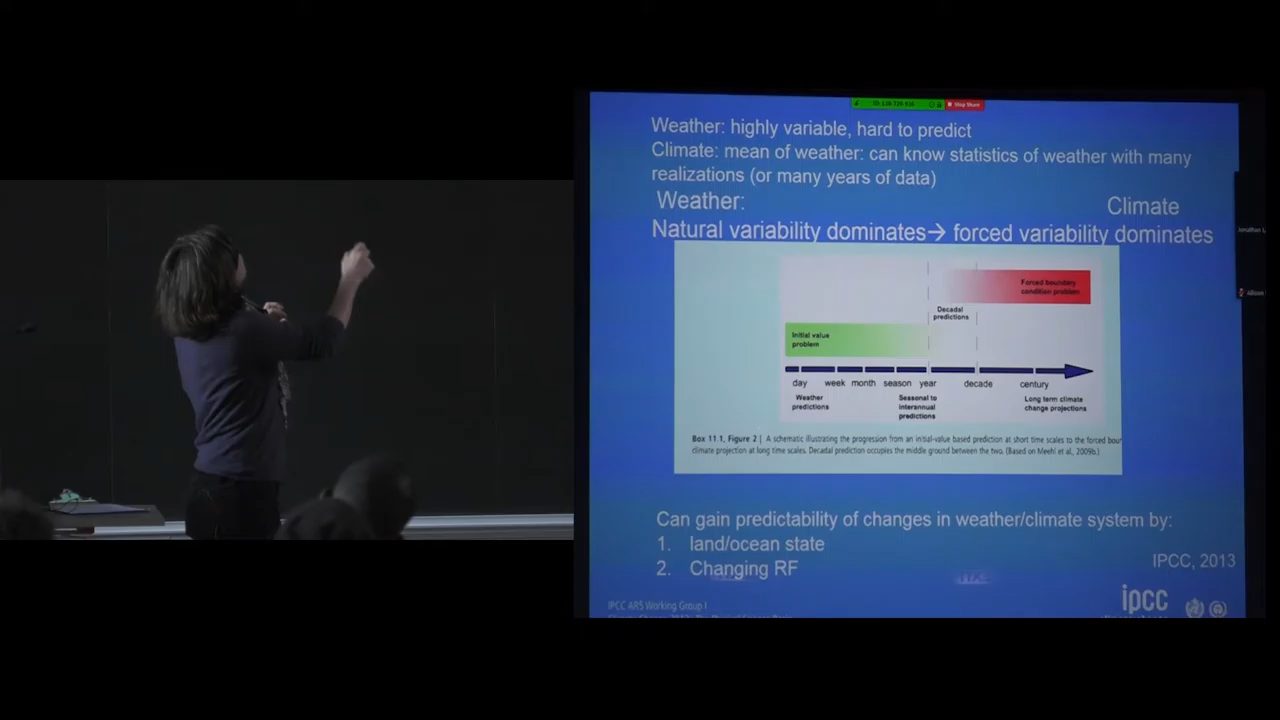 Stop Share
Weather: highly variable, hard to predict
Climate: mean of weather: can know statistics of weather with many
realizations (or many years of data)
Weather:
Climate
Natural variability dominates→ forced variability dominates
Forced boundary
condition problem
Decadal
predictions
Initial value
problem
day week month season year decade century
Weather
predictions
Seasonal to
interannual
predictions
Long term climate
change projections
Box 11.1, Figure 2 | A schematic illustrating the progression from an initial-value based prediction at short time scales to the forced bour
climate projection at long time scales. Decadal prediction occupies the middle ground between the two. (Based on Meehl et al., 2009b.)
Can gain predictability of changes in weather/climate system by:
1. land/ocean state
2. Changing RF
IPCC, 2013
IPCC AR5 Working Group I
ipcc